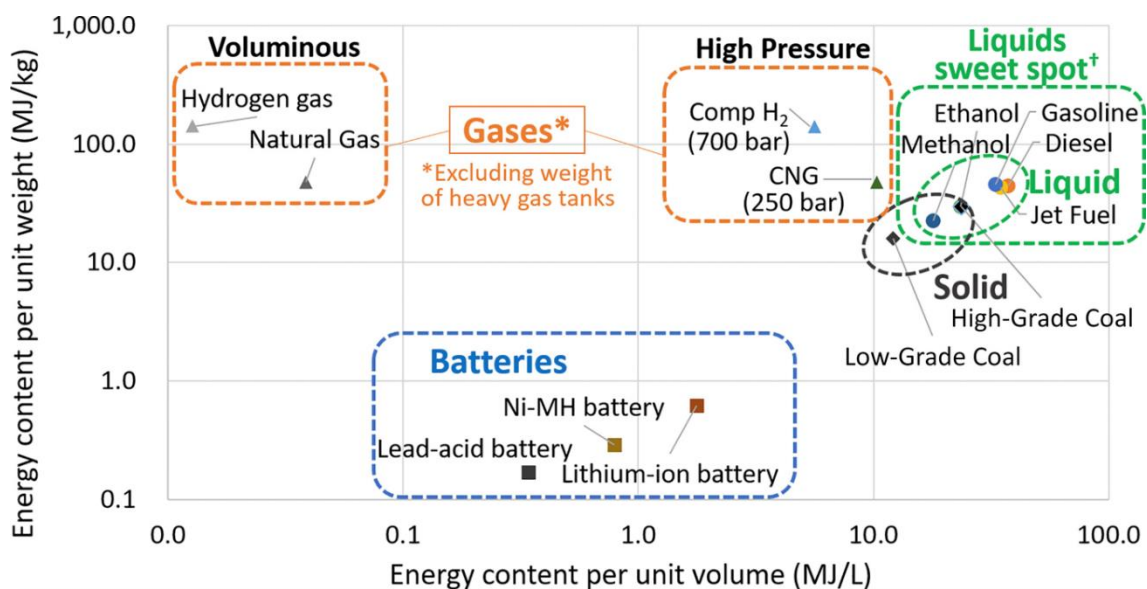 Energy content per unit weight (MJ/kg)
1,000.0
100.0
10.0
1.0
0.1
Voluminous
Hydrogen gas
Natural Gas
Gases*
*Excluding weight
of heavy gas tanks
High Pressure
Comp H₂
(700 bar)
CNG
(250 bar)
Liquids
sweet spot†
Ethanol
Gasoline
Methanol
Diesel
Liquid
Jet Fuel
Solid
High-Grade Coal
Low-Grade Coal
Batteries
Ni-MH battery
Lead-acid battery
Lithium-ion battery
0.0
0.1
1.0
10.0
100.0
Energy content per unit volume (MJ/L)